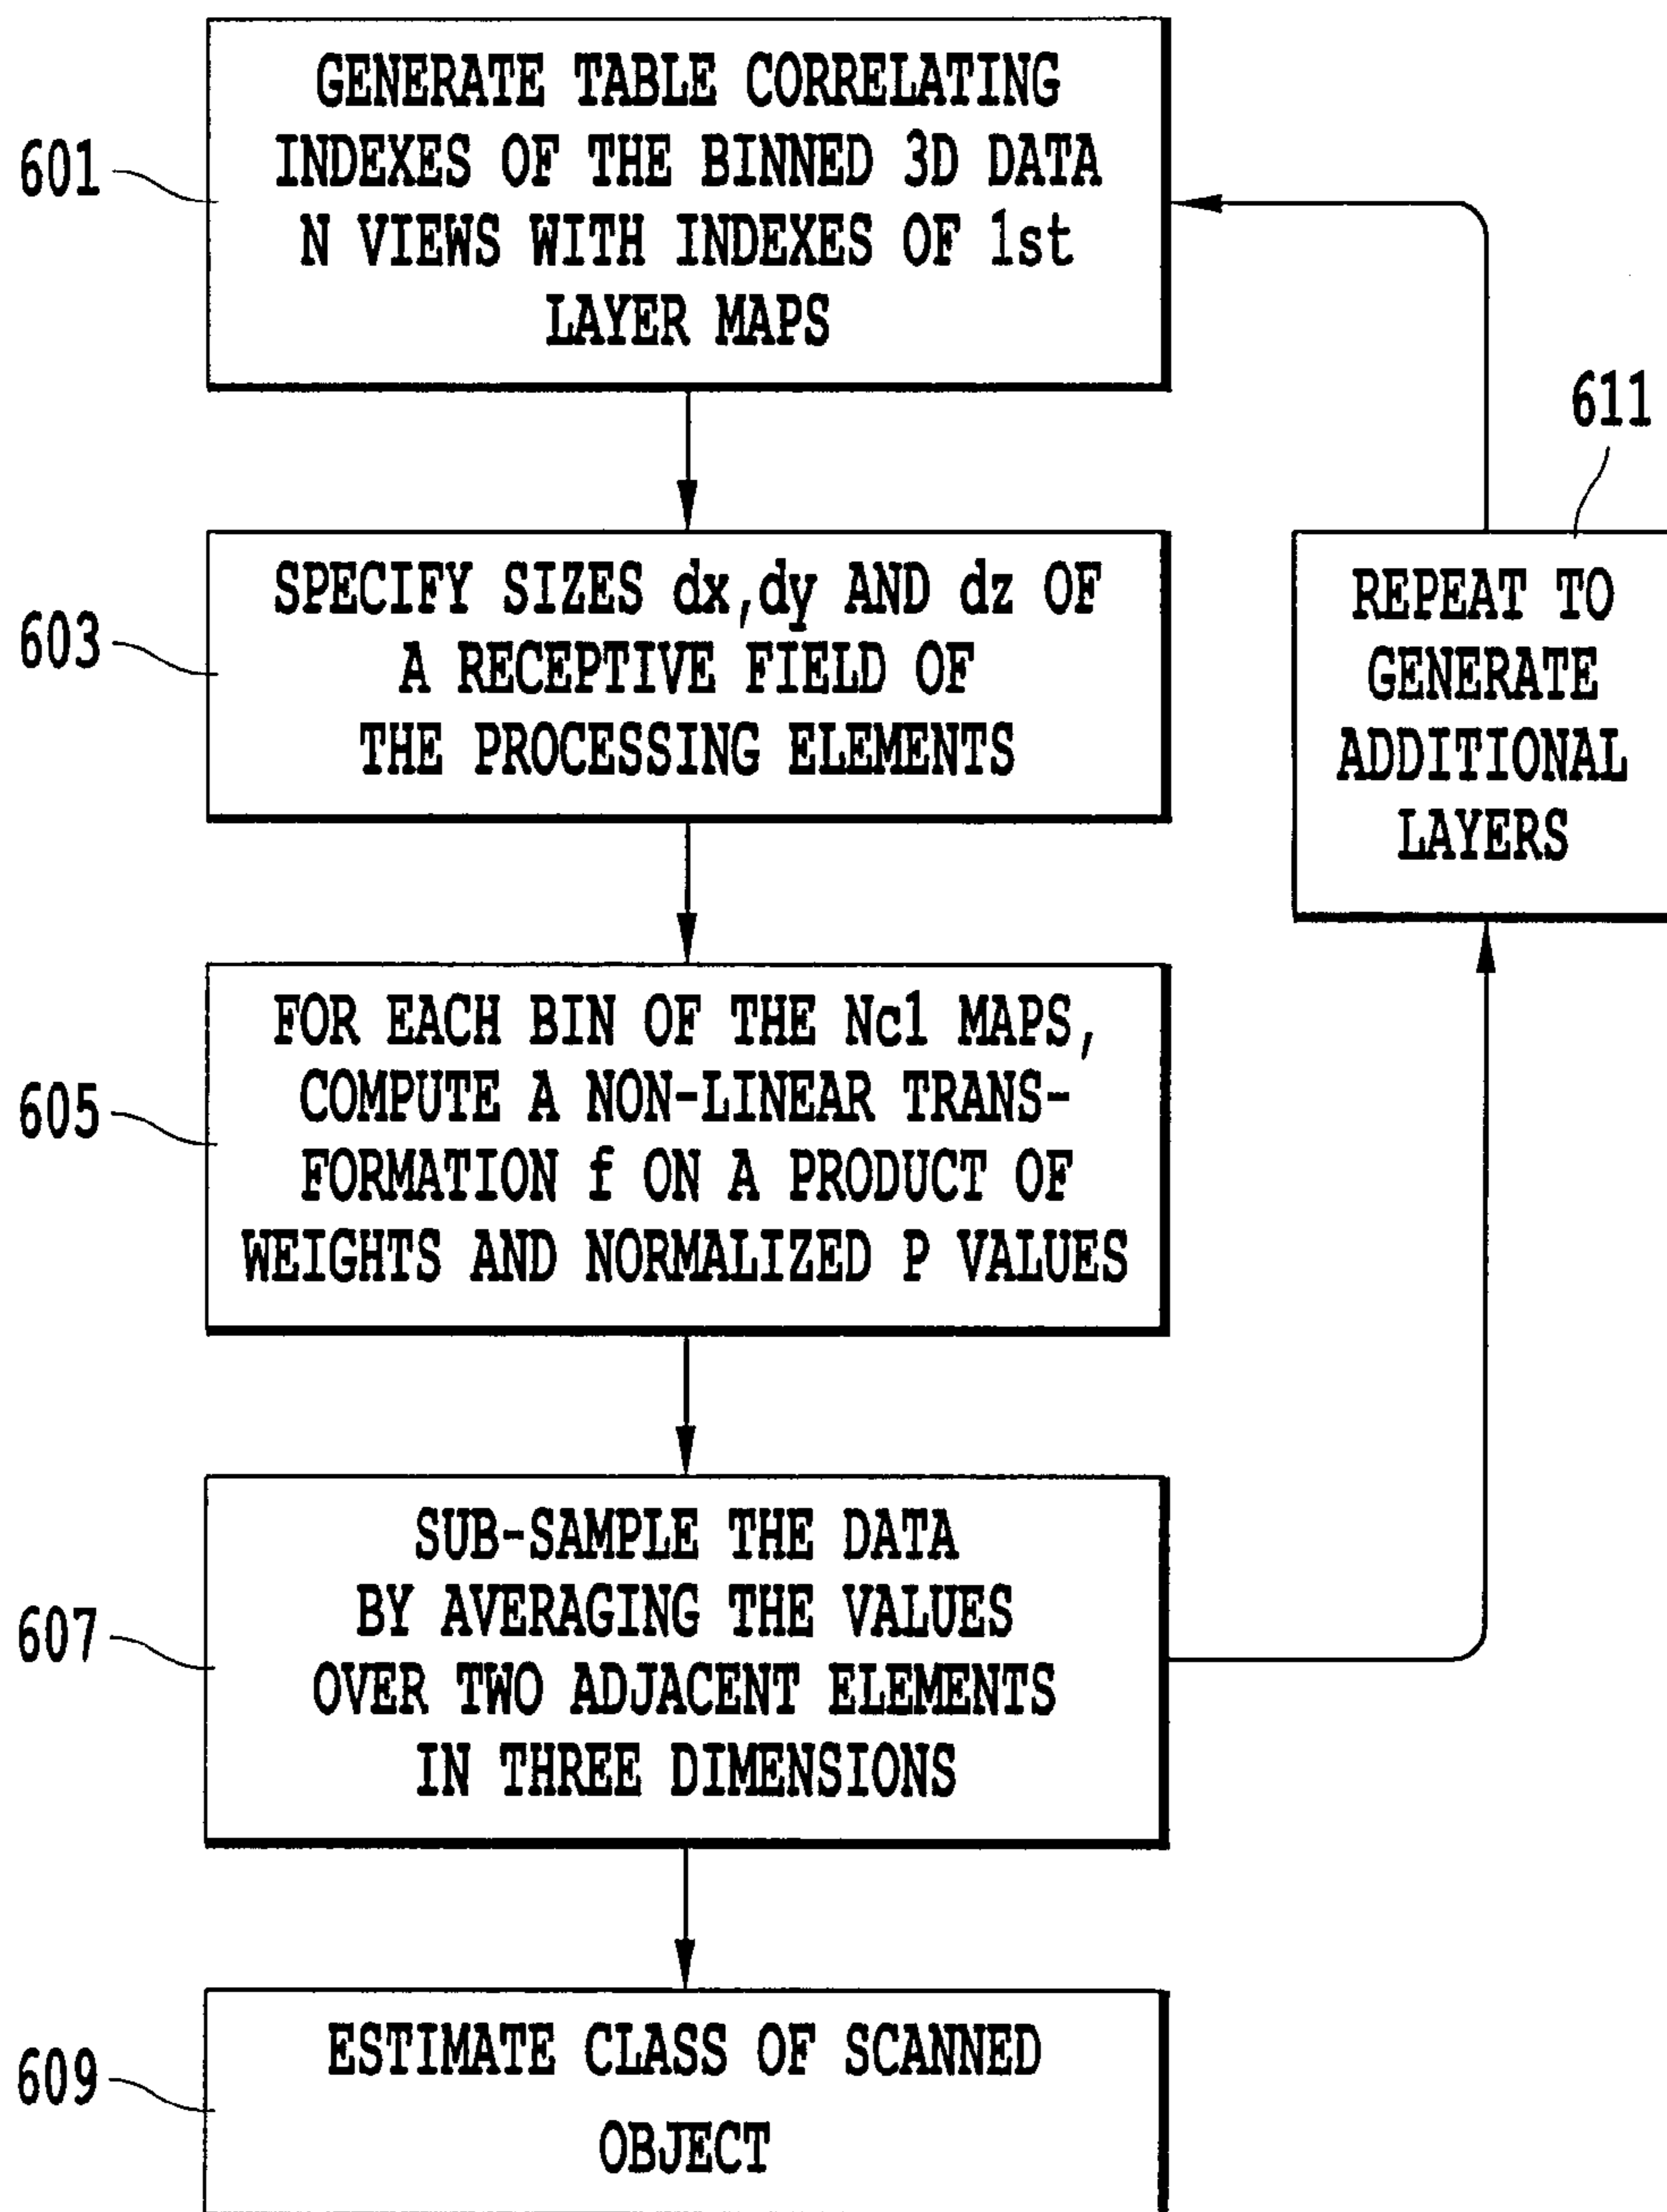 601
GENERATE TABLE CORRELATING
INDEXES OF THE BINNED 3D DATA
N VIEWS WITH INDEXES OF 1st
LAYER MAPS
603
SPECIFY SIZES dx,dy AND dz OF
A RECEPTIVE FIELD OF
THE PROCESSING ELEMENTS
605
FOR EACH BIN OF THE Nc1 MAPS,
COMPUTE A NON-LINEAR TRANS-
FORMATION f ON A PRODUCT OF
WEIGHTS AND NORMALIZED P VALUES
607
SUB-SAMPLE THE DATA
BY AVERAGING THE VALUES
OVER TWO ADJACENT ELEMENTS
IN THREE DIMENSIONS
609
ESTIMATE CLASS OF SCANNED
OBJECT
611
REPEAT TO
GENERATE
ADDITIONAL
LAYERS